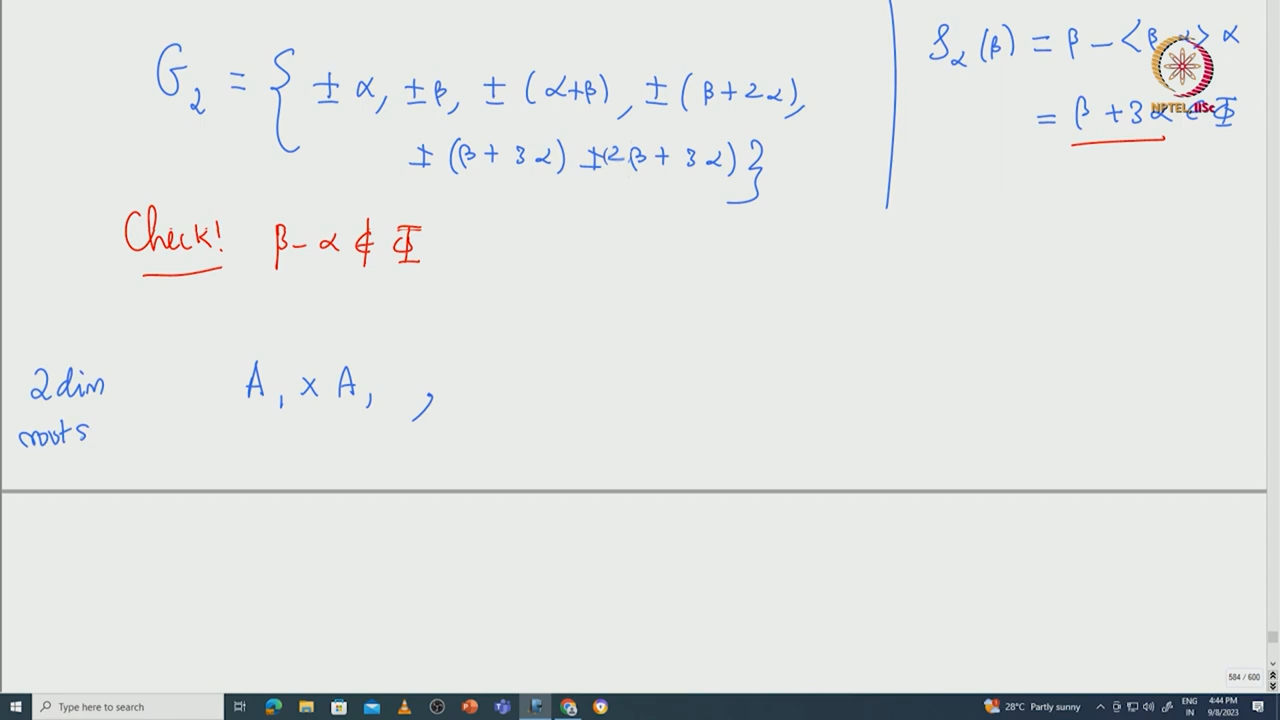 G₂ = { ± α, ± β, ± (α+β), ± (β+2α),
± (β + 3α) ±(2β + 3α) }
S_α(β) = β – <β, α> α
= β + 3α ∈ Φ
NPTEL, IISc
Check! β – α ∉ Φ
2 dim roots
A₁ × A₁ ,
584 / 600
Type here to search
28°C Partly sunny
ENG
IN
4:44 PM
9/8/2023